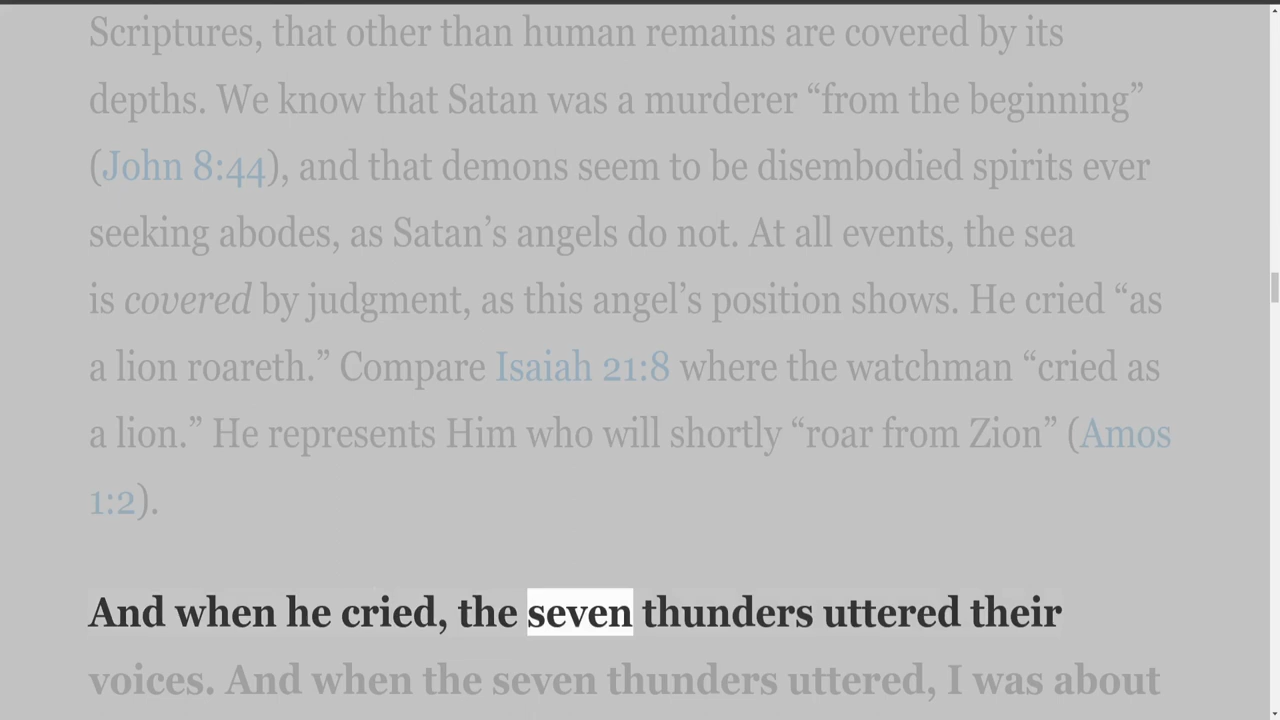 Scriptures, that other than human remains are covered by its
depths. We know that Satan was a murderer “from the beginning”
(John 8:44), and that demons seem to be disembodied spirits ever
seeking abodes, as Satan’s angels do not. At all events, the sea
is covered by judgment, as this angel’s position shows. He cried “as
a lion roareth.” Compare Isaiah 21:8 where the watchman “cried as
a lion.” He represents Him who will shortly “roar from Zion” (Amos
1:2).
And when he cried, the seven thunders uttered their
voices. And when the seven thunders uttered, I was about